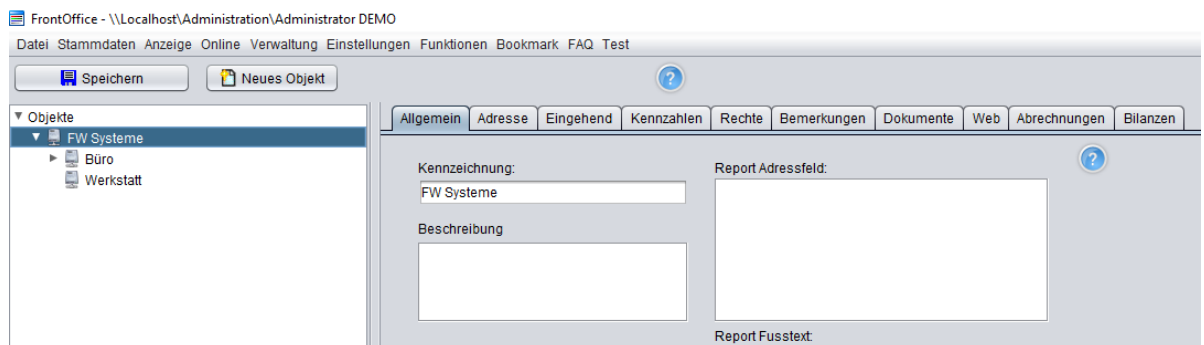 FrontOffice - \\Localhost\Administration\Administrator DEMO
Datei Stammdaten Anzeige Online Verwaltung Einstellungen Funktionen Bookmark FAQ Test
Speichern Neues Objekt ?
Objekte
FW Systeme
Büro
Werkstatt
Allgemein Adresse Eingehend Kennzahlen Rechte Bemerkungen Dokumente Web Abrechnungen Bilanzen
?
Kennzeichnung:
FW Systeme
Beschreibung
Report Adressfeld:
Report Fusstext: